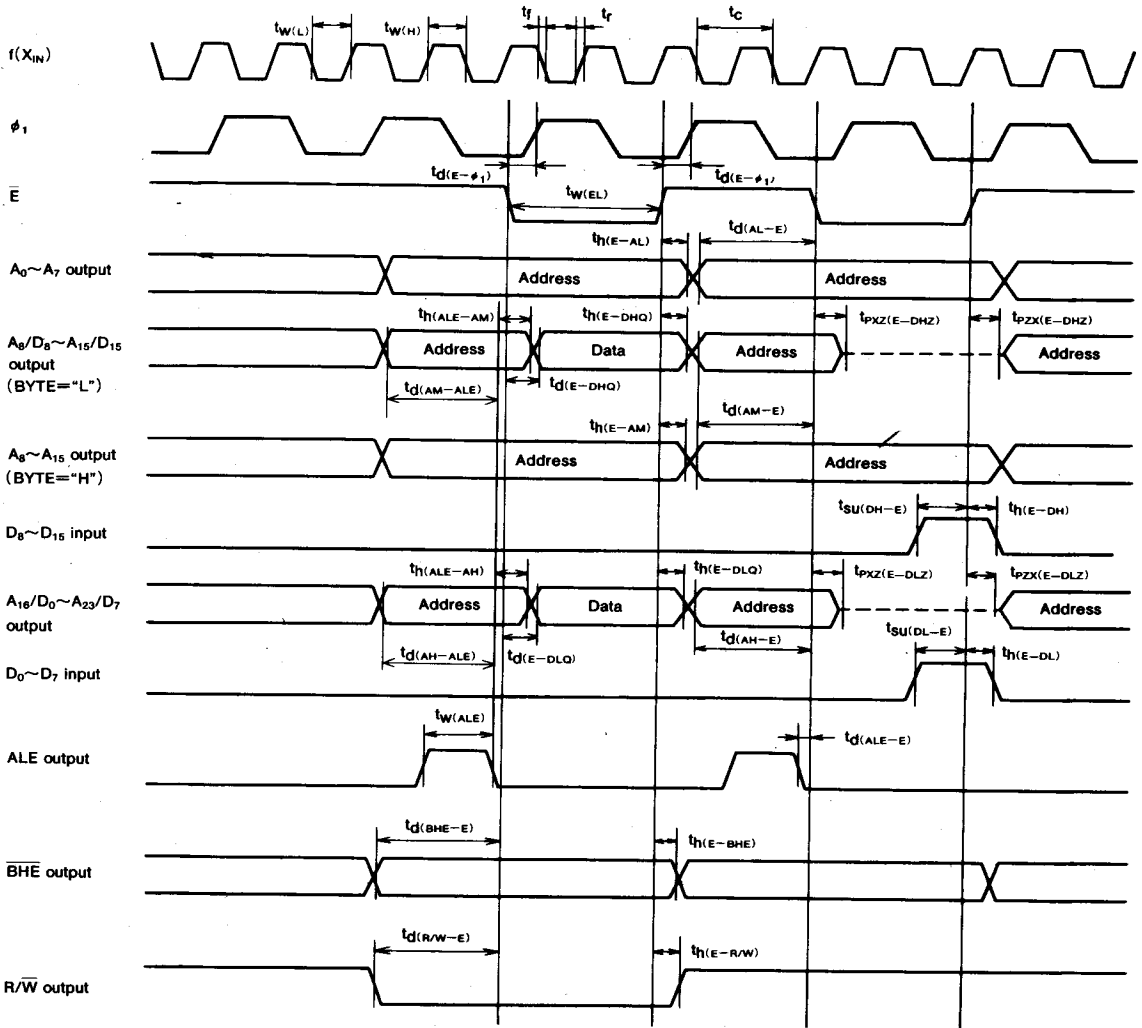 tf tr tc
tW(L) tW(H)
f(XIN)
ϕ1
td(E−ϕ1) td(E−ϕ1)
E̅ tW(EL)
th(E−AL) td(AL−E)
A0~A7 output Address Address
th(ALE−AM) th(E−DHQ) tPXZ(E−DHZ) tPZX(E−DHZ)
A8/D8~A15/D15 Address Data Address Address
output
(BYTE="L") td(AM−ALE) td(E−DHQ)
th(E−AM) td(AM−E)
A8~A15 output Address Address
(BYTE="H")
tSU(DH−E) th(E−DH)
D8~D15 input
th(ALE−AH) th(E−DLQ) tPXZ(E−DLZ) tPZX(E−DLZ)
A16/D0~A23/D7 Address Data Address Address
output
tSU(DL−E)
td(AH−ALE) td(E−DLQ) td(AH−E) th(E−DL)
D0~D7 input
tW(ALE)
ALE output td(ALE−E)
td(BHE−E) th(E−BHE)
B̅H̅E̅ output
td(R/W−E) th(E−R/W)
R/W̅ output